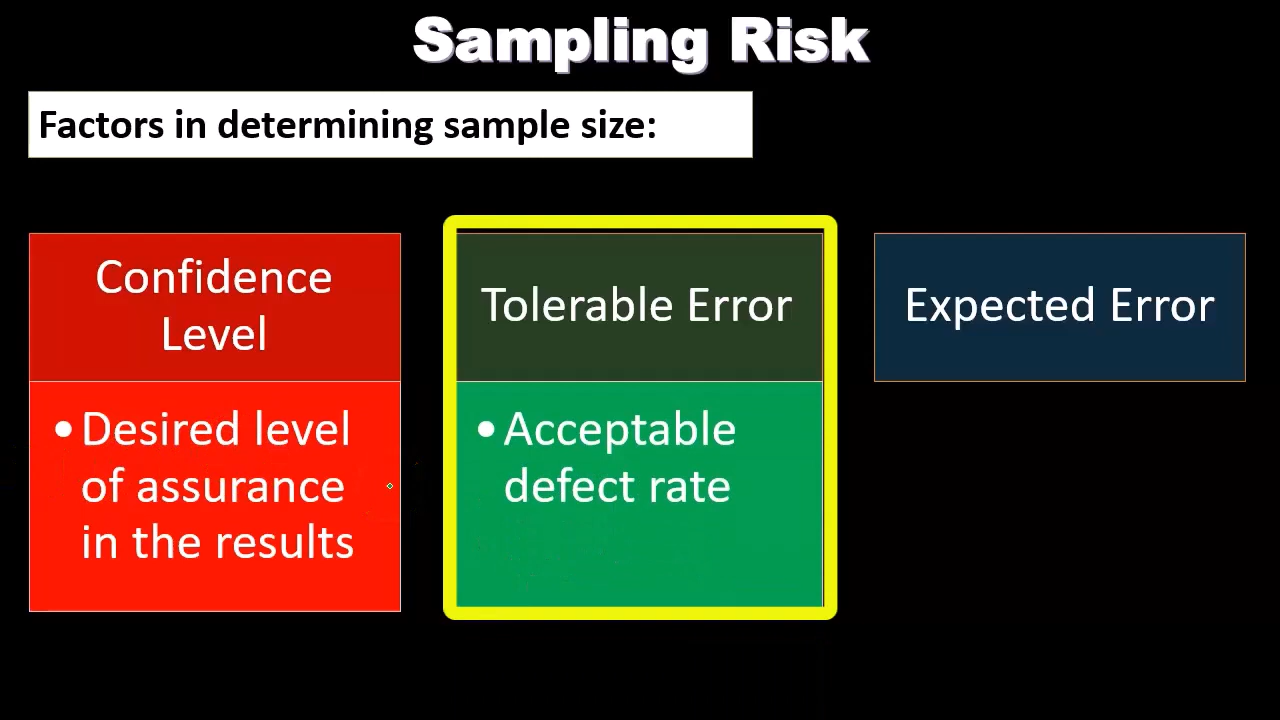 Sampling Risk
Factors in determining sample size:
Confidence
Level
• Desired level
of assurance
in the results
Tolerable Error
• Acceptable
defect rate
Expected Error